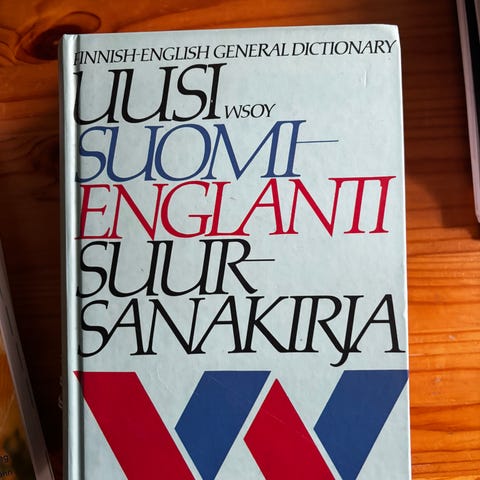 FINNISH-ENGLISH GENERAL DICTIONARY
UUSI WSOY
SUOMI-
ENGLANTI
SUUR-
SANAKIRJA